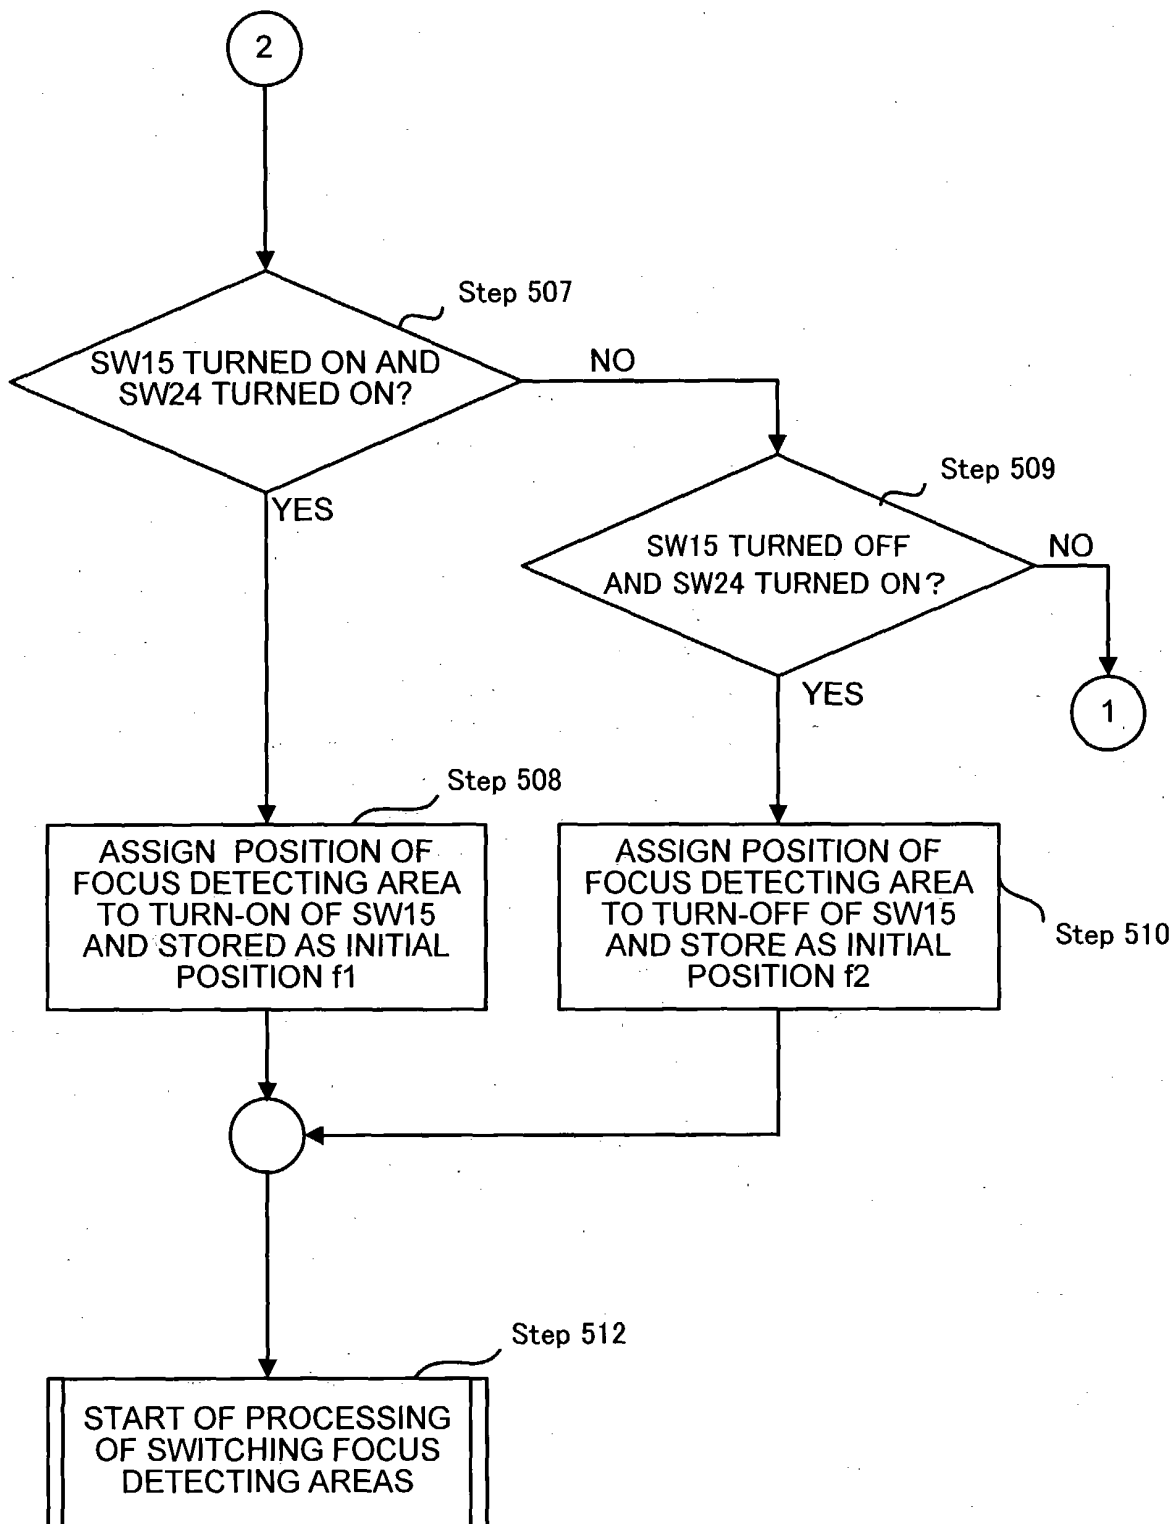 2
Step 507
SW15 TURNED ON AND
SW24 TURNED ON?
NO
YES
Step 509
SW15 TURNED OFF
AND SW24 TURNED ON?
NO
YES
1
Step 508
ASSIGN POSITION OF
FOCUS DETECTING AREA
TO TURN-ON OF SW15
AND STORED AS INITIAL
POSITION f1
ASSIGN POSITION OF
FOCUS DETECTING AREA
TO TURN-OFF OF SW15
AND STORE AS INITIAL
POSITION f2
Step 510
Step 512
START OF PROCESSING
OF SWITCHING FOCUS
DETECTING AREAS